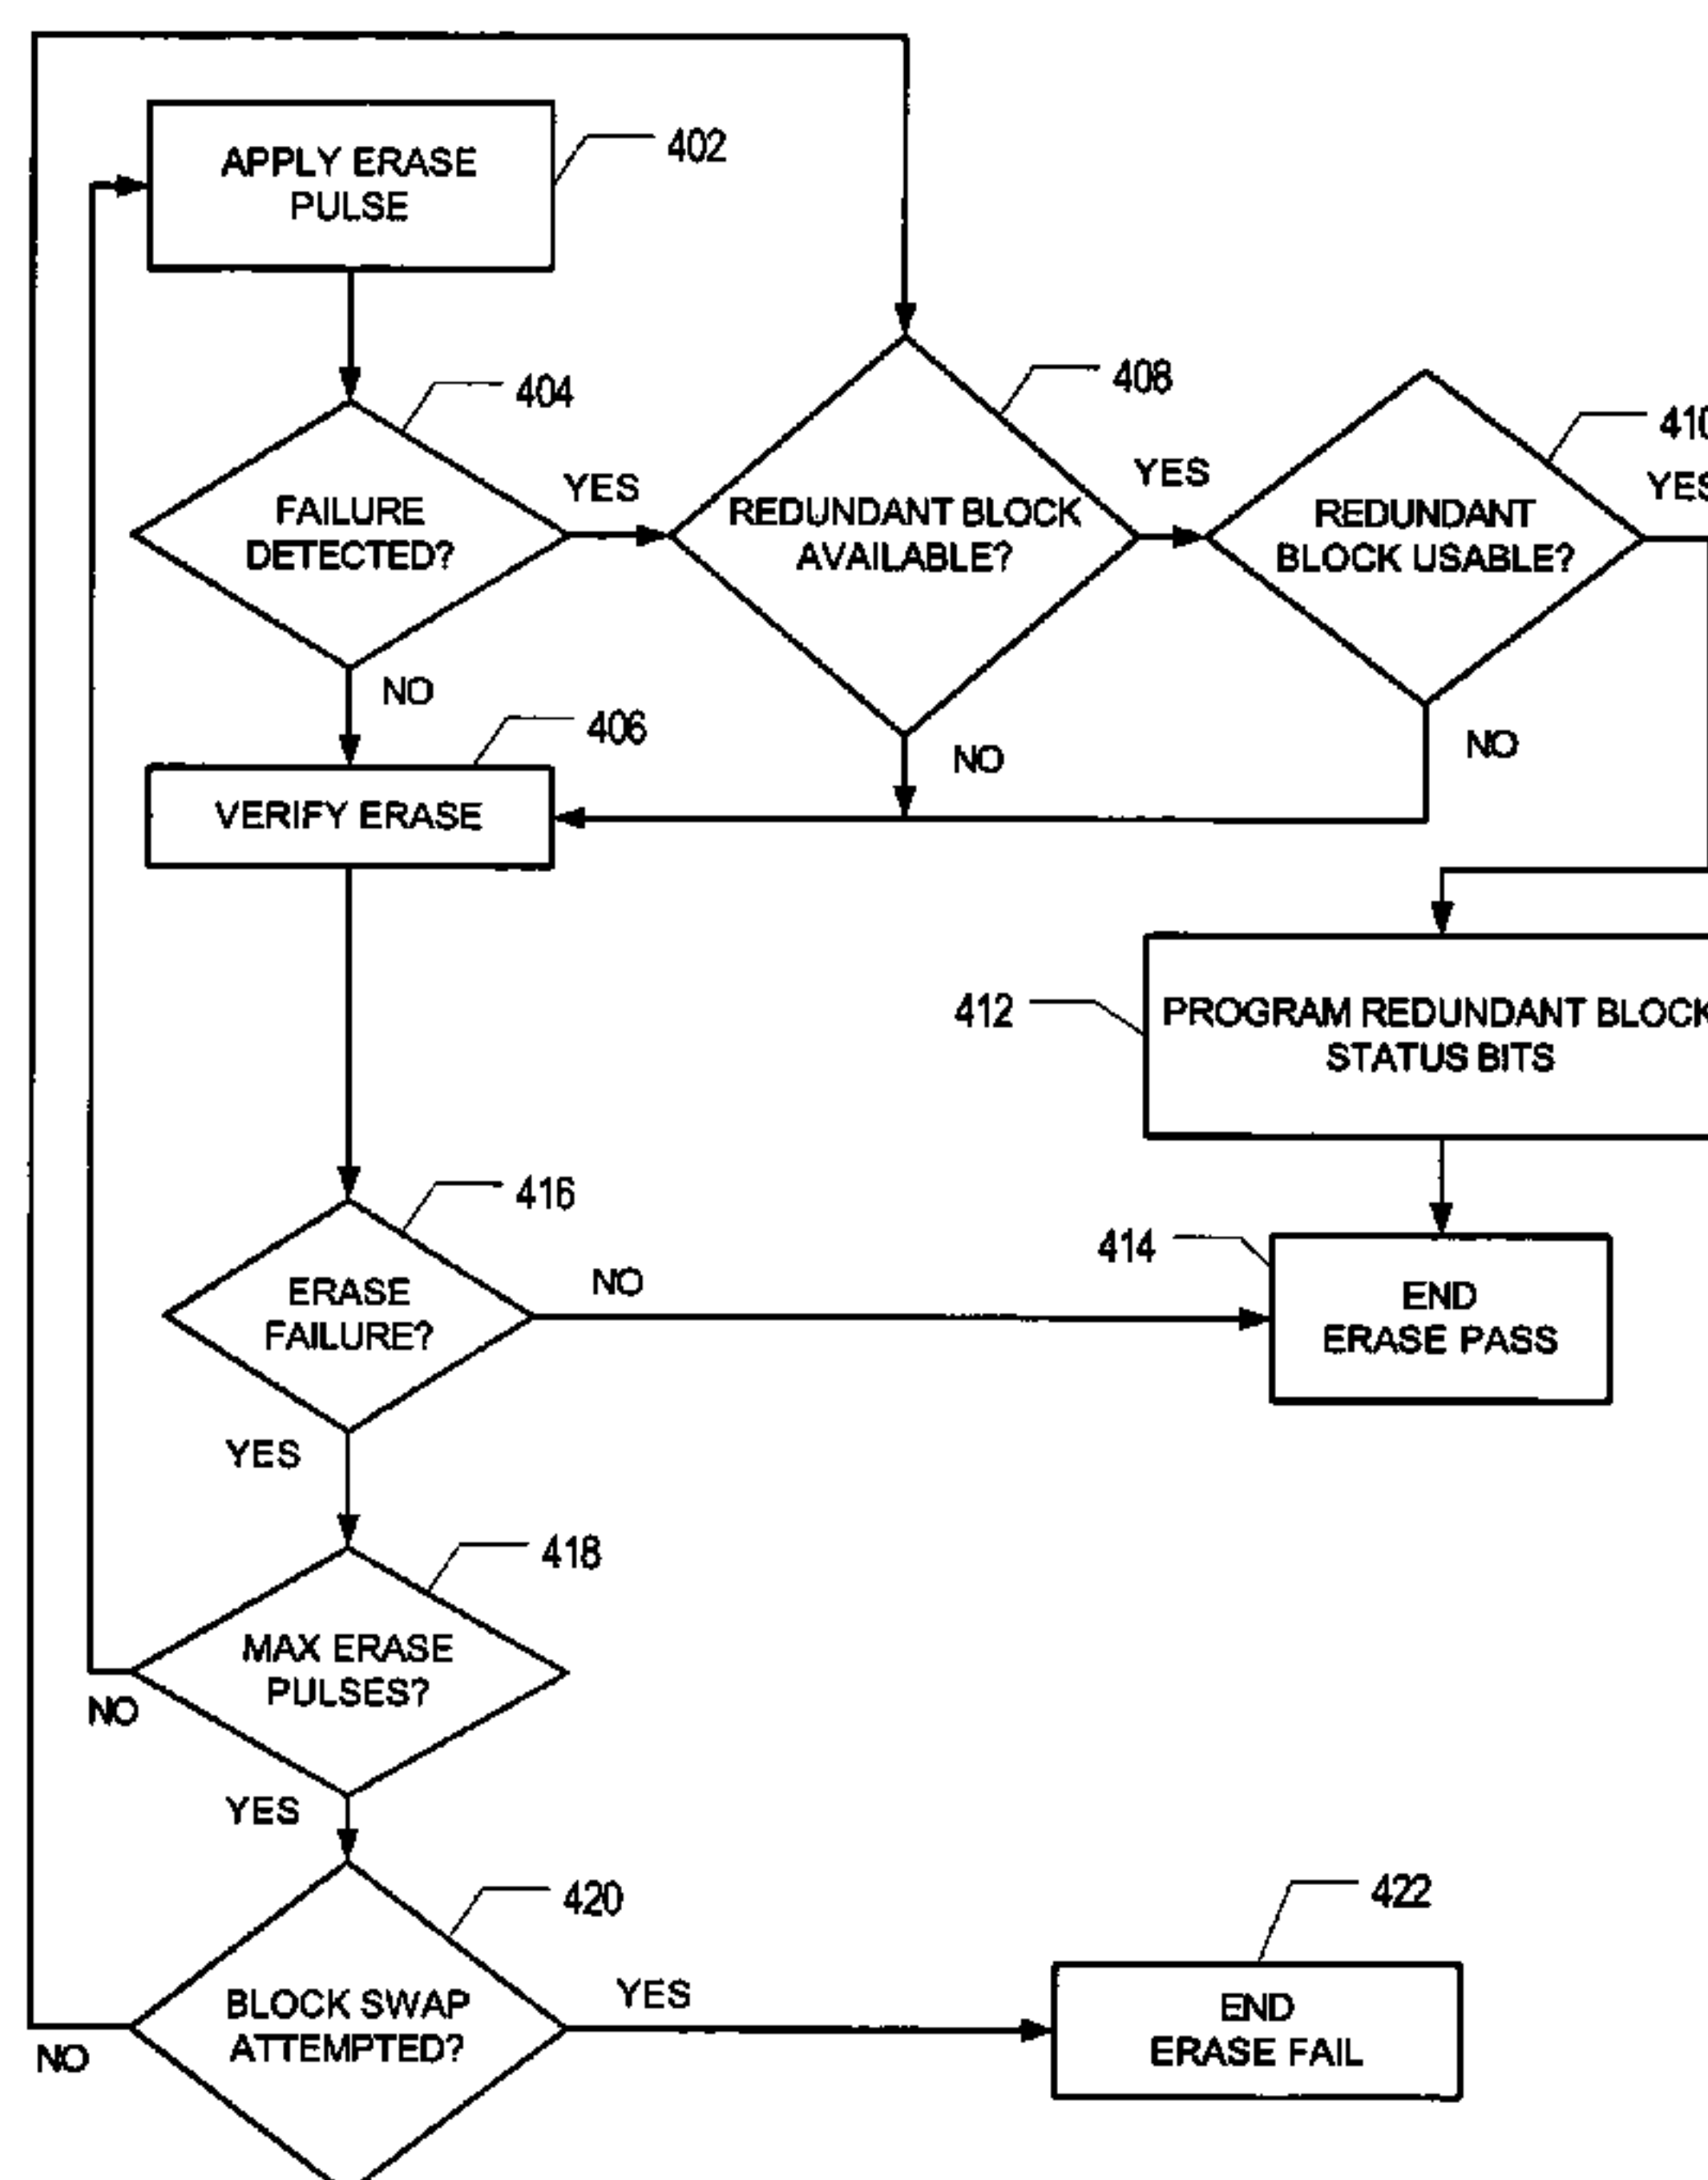 APPLY ERASE
PULSE
402
404
FAILURE
DETECTED?
YES
NO
408
REDUNDANT BLOCK
AVAILABLE?
YES
NO
REDUNDANT
BLOCK USABLE?
NO
406
VERIFY ERASE
412
PROGRAM REDUNDANT BLOCK
STATUS BITS
416
ERASE
FAILURE?
NO
YES
414
END
ERASE PASS
418
MAX ERASE
PULSES?
NO
YES
420
BLOCK SWAP
ATTEMPTED?
YES
NO
422
END
ERASE FAIL